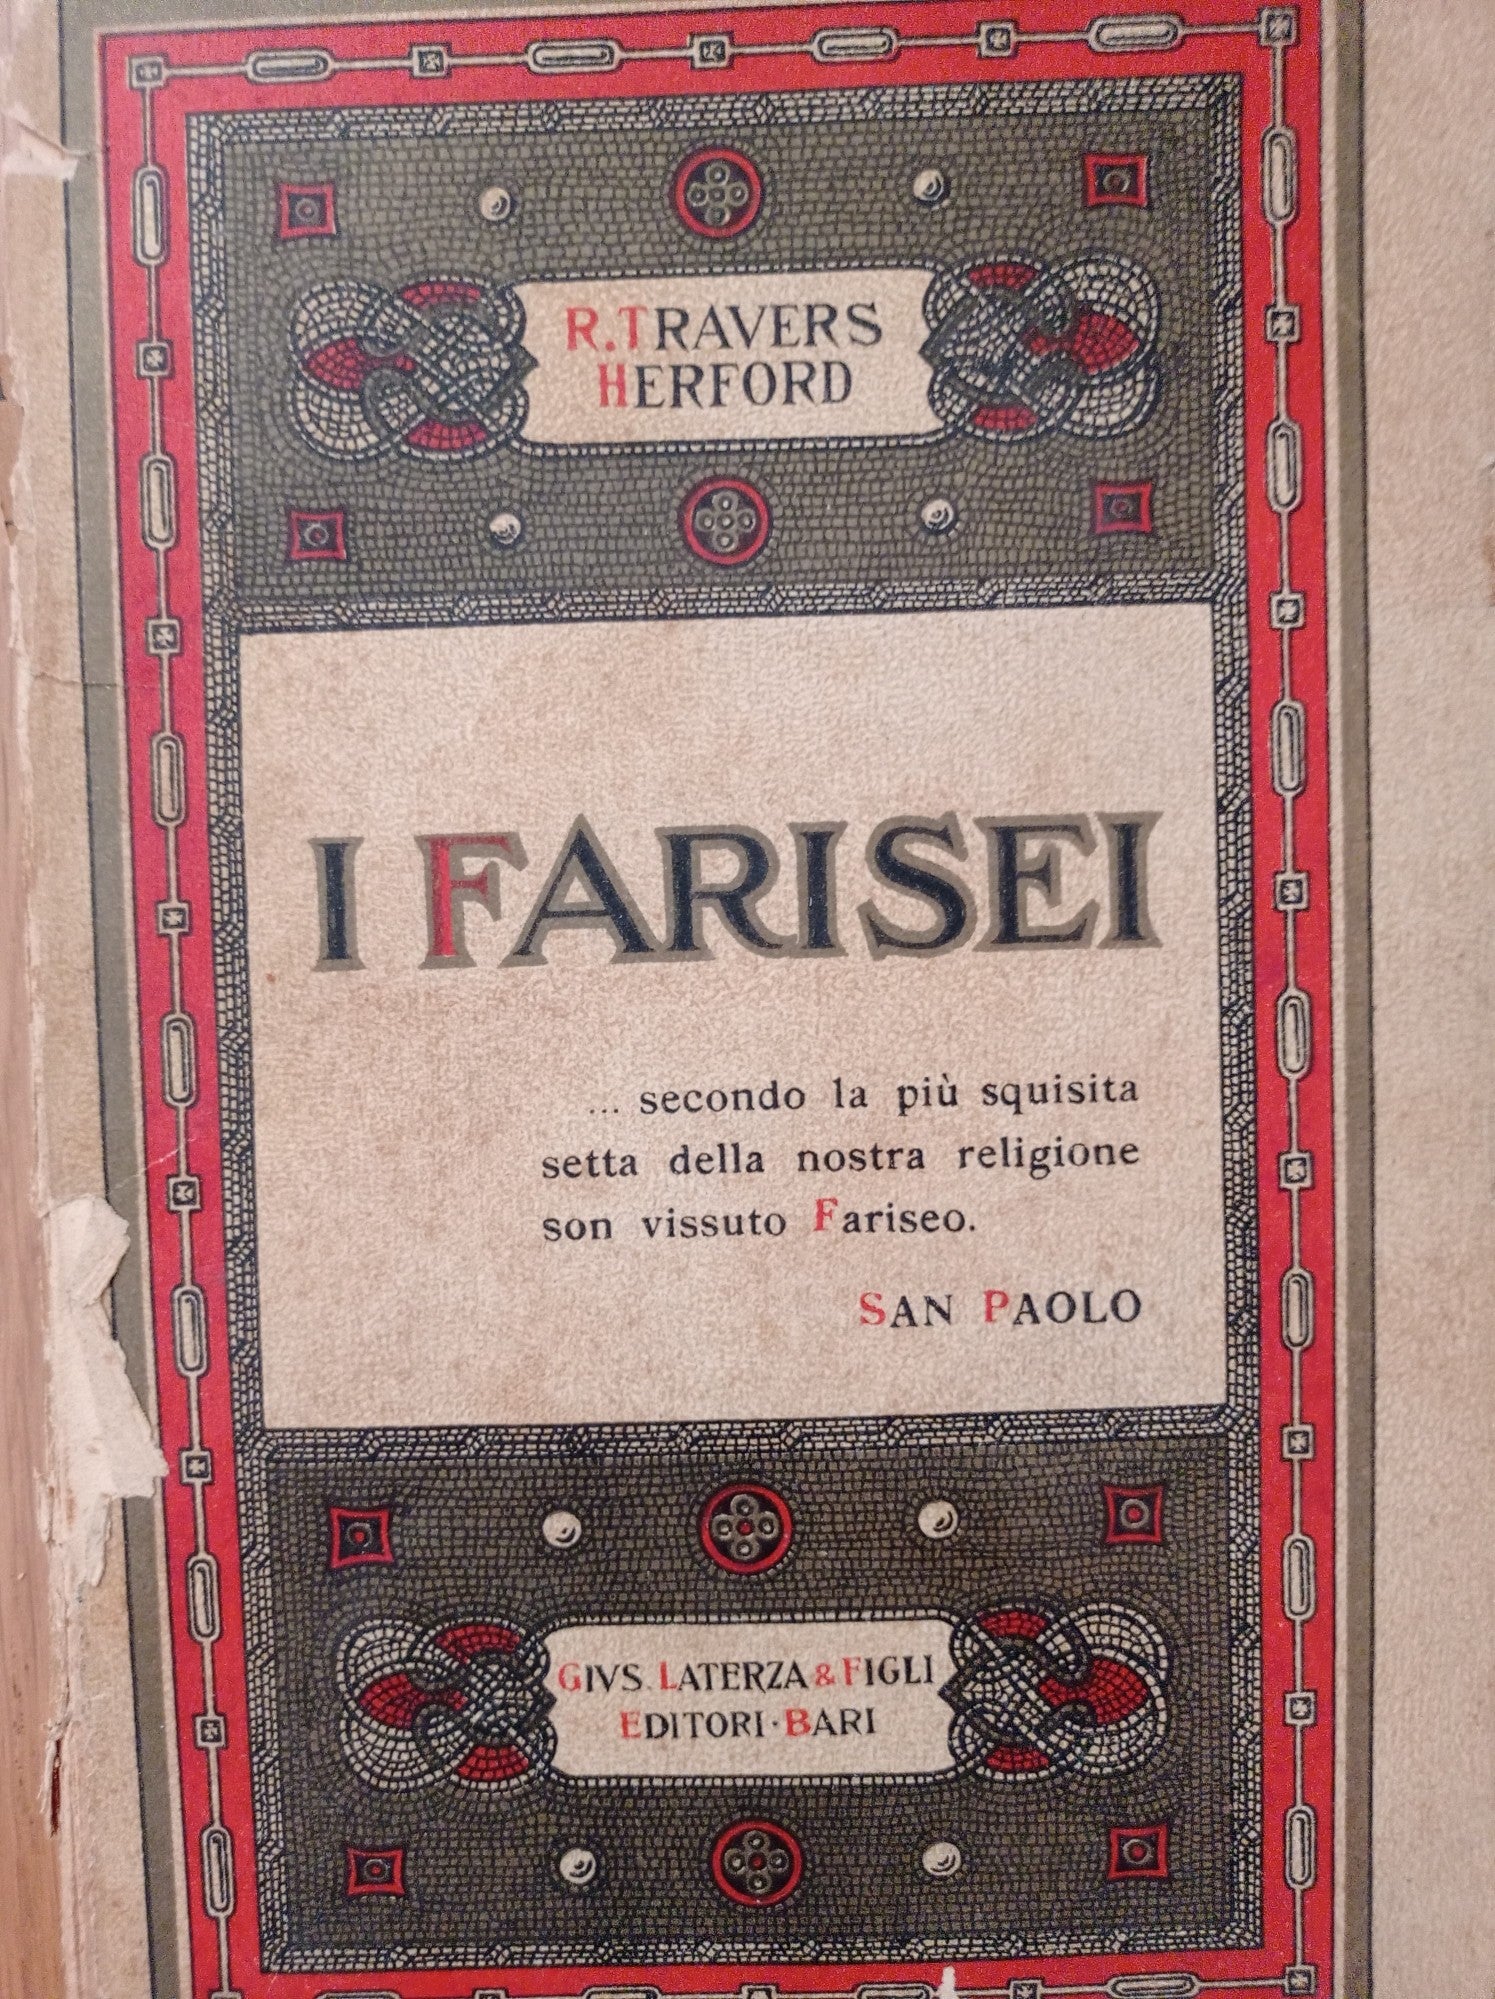 R. TRAVERS
HERFORD
I FARISEI
... secondo la più squisita
setta della nostra religione
son vissuto Fariseo.
SAN PAOLO
GIVS. LATERZA & FIGLI
EDITORI · BARI